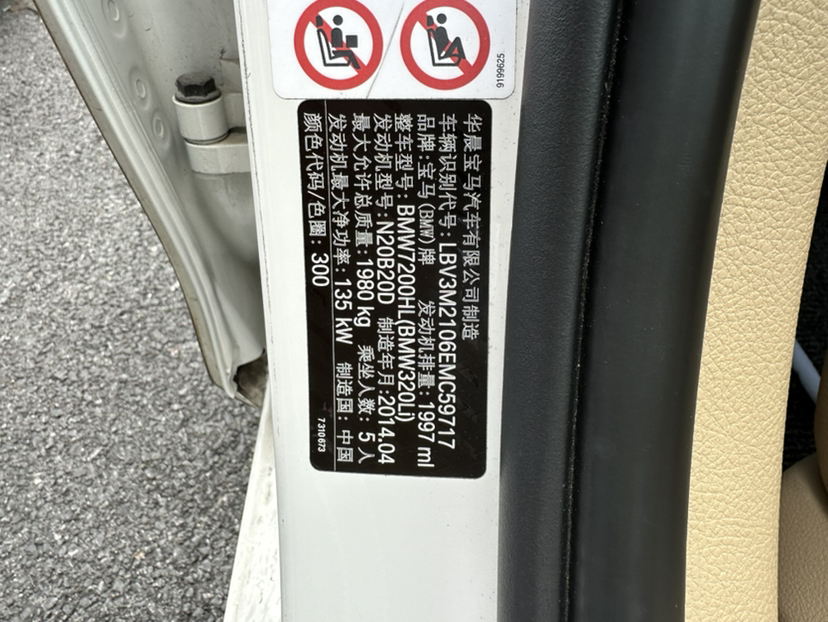 9199625
华晨宝马汽车有限公司制造
车辆识别代号:LBV3M2106EMC59717
品牌:宝马(BMW)牌 发动机排量:1997 ml
整车型号:BMW7200HL(BMW320Li)
发动机型号:N20B20D 制造年月:2014.04
最大允许总质量:1980 kg 乘坐人数:5人
发动机最大净功率:135 kW 制造国:中国
颜色代码/色圈:300
7310673